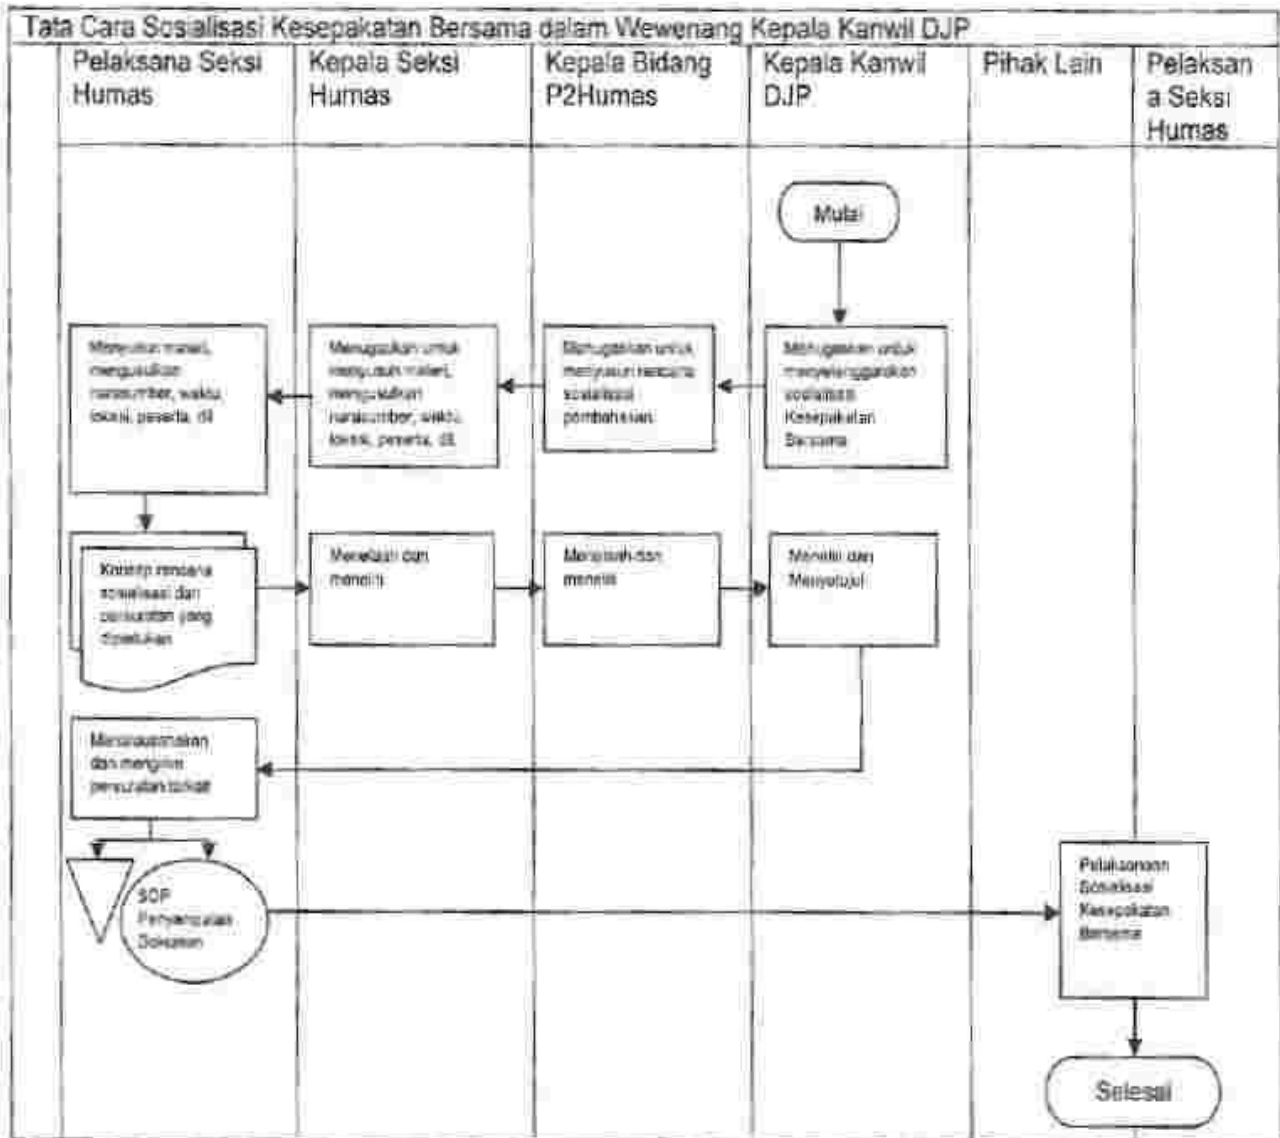 Tata Cara Sosialisasi Kesepakatan Bersama dalam Wewenang Kepala Kanwil DJP
Pelaksana Seksi
Humas
Kepala Seksi
Humas
Kepala Bidang
P2Humas
Kepala Kanwil
DJP
Pihak Lain
Pelaksan
a Seksi
Humas
Mulai
Menugaskan untuk
menyelenggarakan
sosialisasi
Kesepakatan
Bersama
Menugaskan untuk
menyusun rencana
sosialisasi
pembahasan
Menugaskan untuk
menyusun materi,
mengusulkan
narasumber, waktu,
lokasi, peserta, dll
Menyusun materi,
mengusulkan
narasumber, waktu,
lokasi, peserta, dll
Konsep rencana
sosialisasi dan
persuratan yang
diperlukan
Menelaah dan
meneliti
Menelaah dan
meneliti
Meneliti dan
Menyetujui
Menatausahakan
dan mengirim
persuratan terkait
SOP
Penyampaian
Dokumen
Pelaksanaan
Sosialisasi
Kesepakatan
Bersama
Selesai